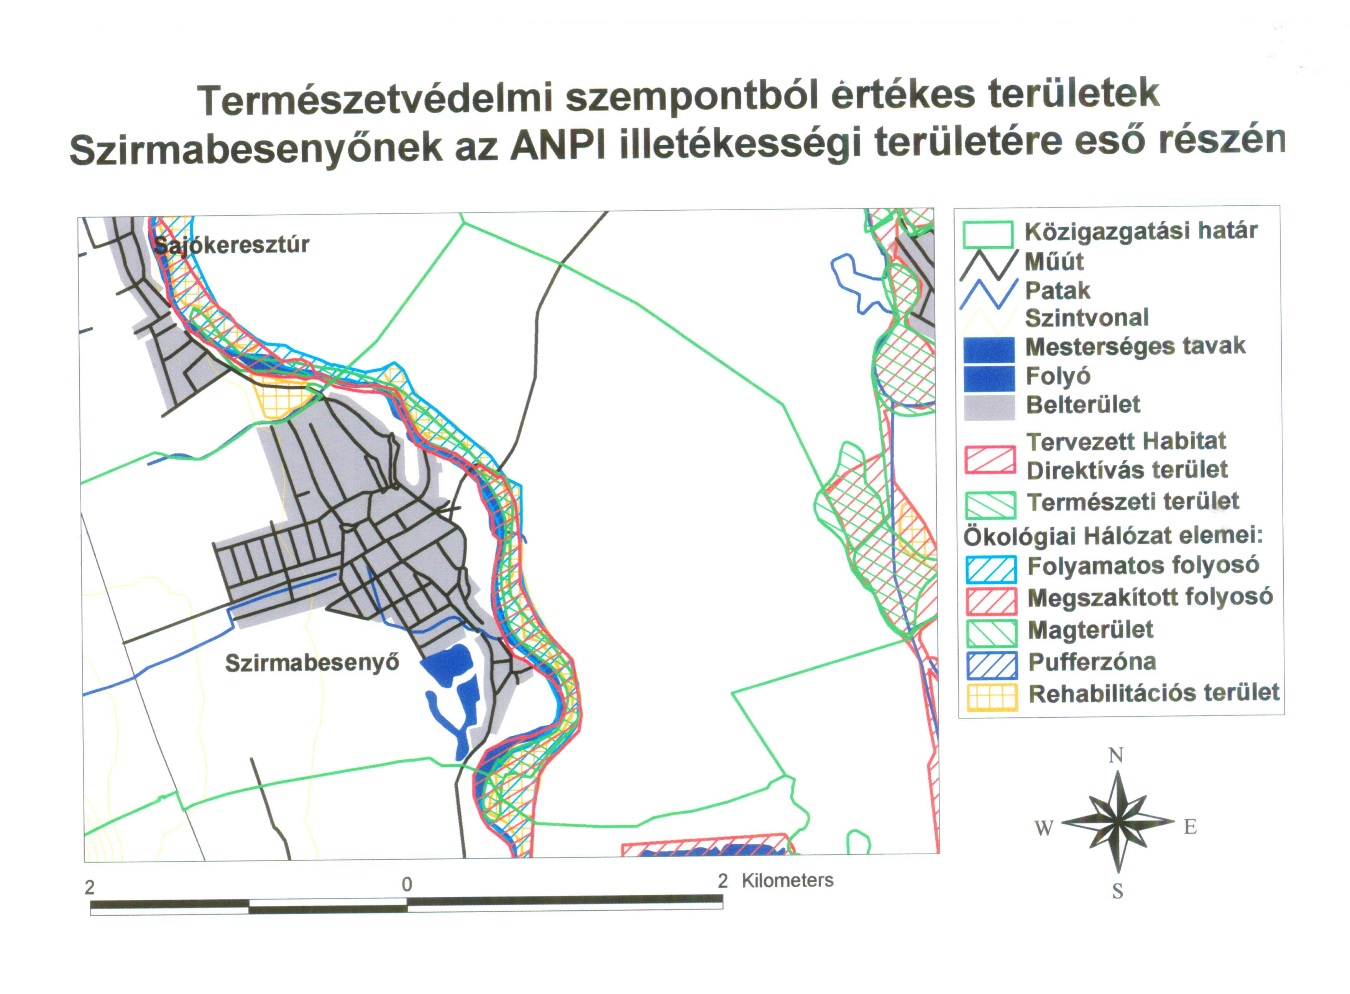 Természetvédelmi szempontból értékes területek
Szirmabesenyőnek az ANPI illetékességi területére eső részén
Sajókeresztúr
Szirmabesenyő
Közigazgatási határ
Műút
Patak
Szintvonal
Mesterséges tavak
Folyó
Belterület
Tervezett Habitat
Direktívás terület
Természeti terület
Ökológiai Hálózat elemei:
Folyamatos folyosó
Megszakított folyosó
Magterület
Pufferzóna
Rehabilitációs terület
N
W E
S
2 0 2 Kilometers